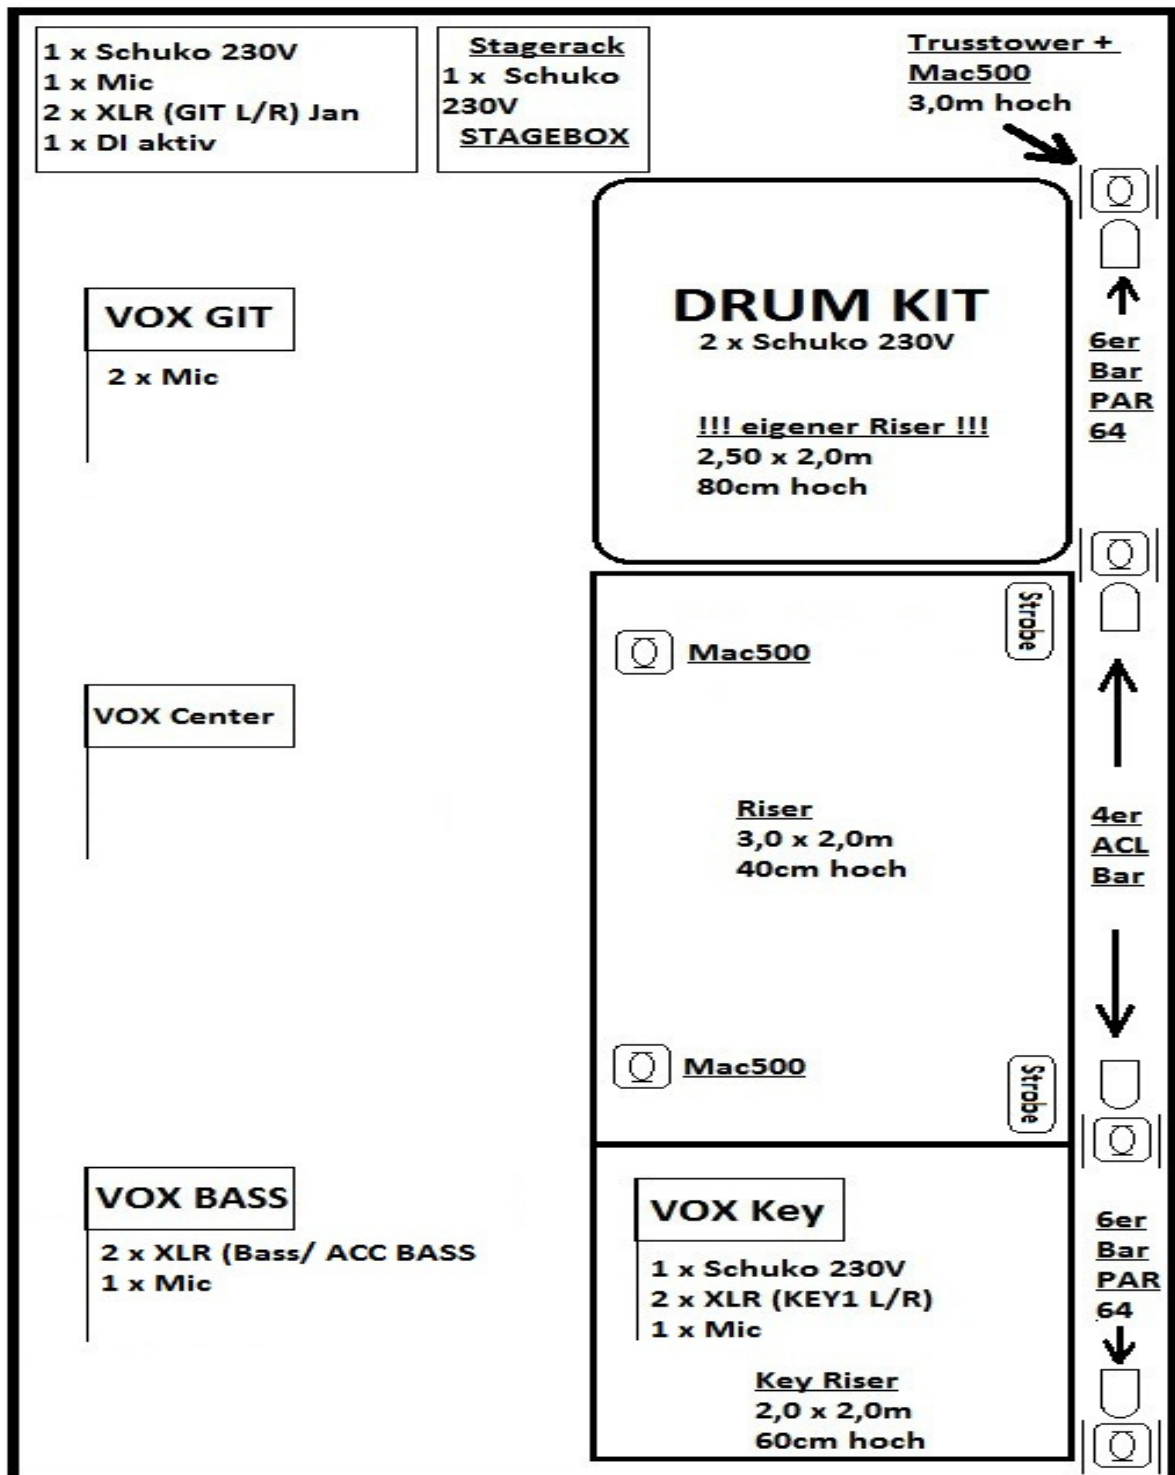 1 x Schuko 230V
1 x Mic
2 x XLR (GIT L/R) Jan
1 x DI aktiv
Stagerack
1 x Schuko
230V
STAGEBOX
Trusstower +
Mac500
3,0m hoch
VOX GIT
2 x Mic
DRUM KIT
2 x Schuko 230V
!!! eigener Riser !!!
2,50 x 2,0m
80cm hoch
6er
Bar
PAR
64
Strobe
Mac500
VOX Center
Riser
3,0 x 2,0m
40cm hoch
4er
ACL
Bar
Mac500
Strobe
VOX BASS
2 x XLR (Bass/ ACC BASS
1 x Mic
VOX Key
1 x Schuko 230V
2 x XLR (KEY1 L/R)
1 x Mic
Key Riser
2,0 x 2,0m
60cm hoch
6er
Bar
PAR
64